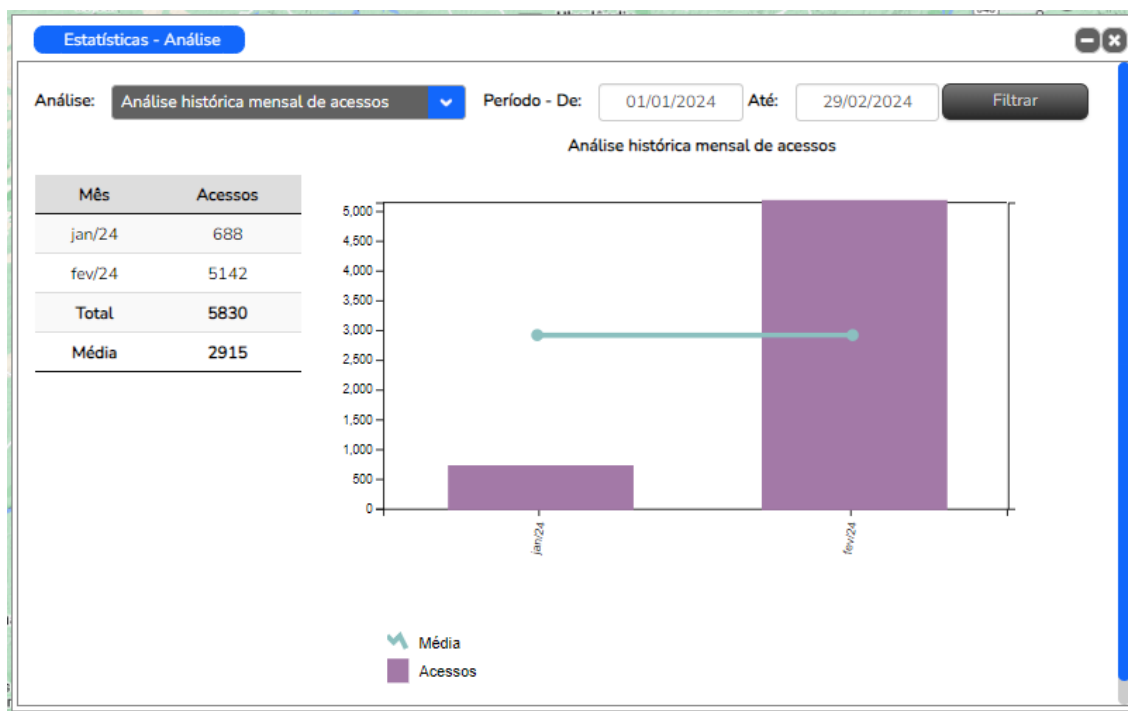 Estatísticas - Análise
Análise: Análise histórica mensal de acessos Período - De: 01/01/2024 Até: 29/02/2024 Filtrar
Análise histórica mensal de acessos
Mês Acessos
jan/24 688
fev/24 5142
Total 5830
Média 2915
5,000
4,500
4,000
3,500
3,000
2,500
2,000
1,500
1,000
500
0
jan/24 fev/24
Média
Acessos